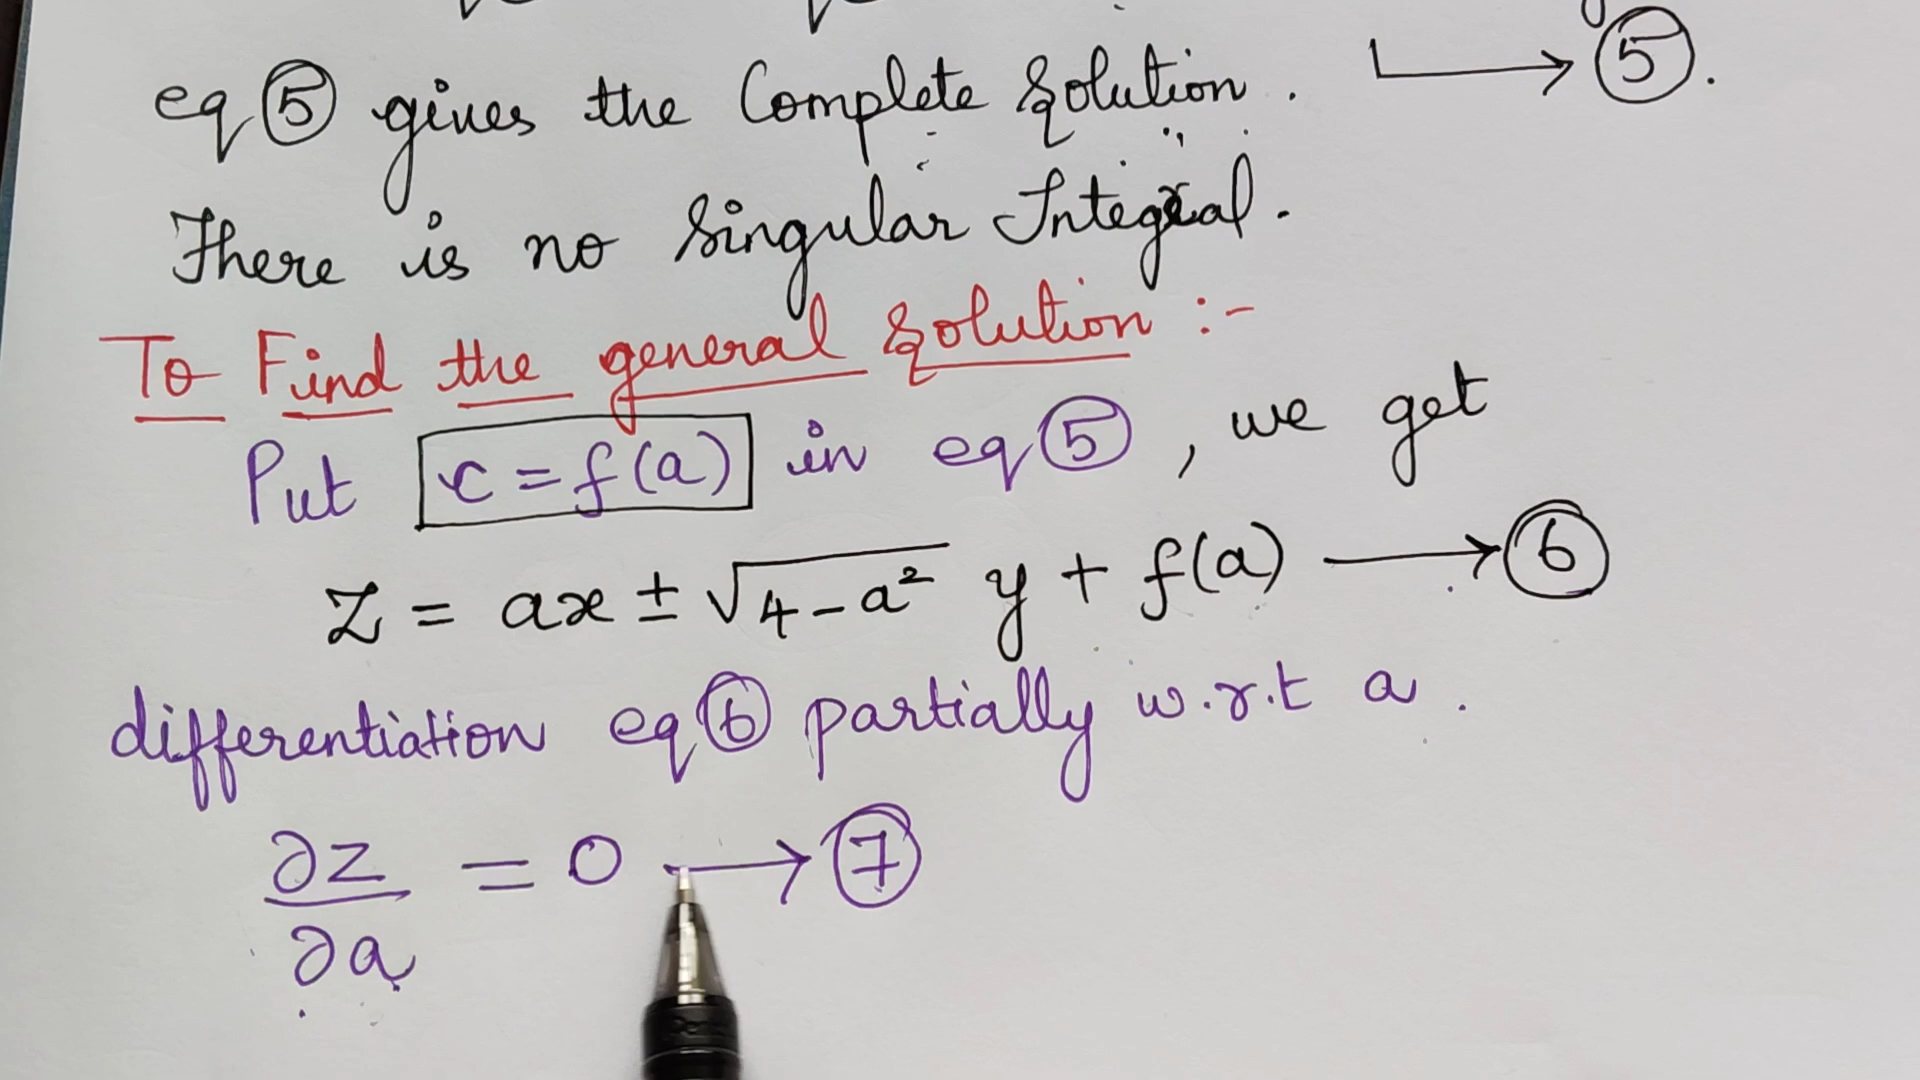 eq ⑤ gives the Complete Solution. ⟶ ⑤.
There is no Singular Integral.
To Find the general Solution :-
Put c = f(a) in eq ⑤, we get
Z = ax ± √(4-a²) y + f(a) ⟶ ⑥
differentiation eq ⑥ partially w.r.t a.
∂z/∂a = 0 ⟶ ⑦